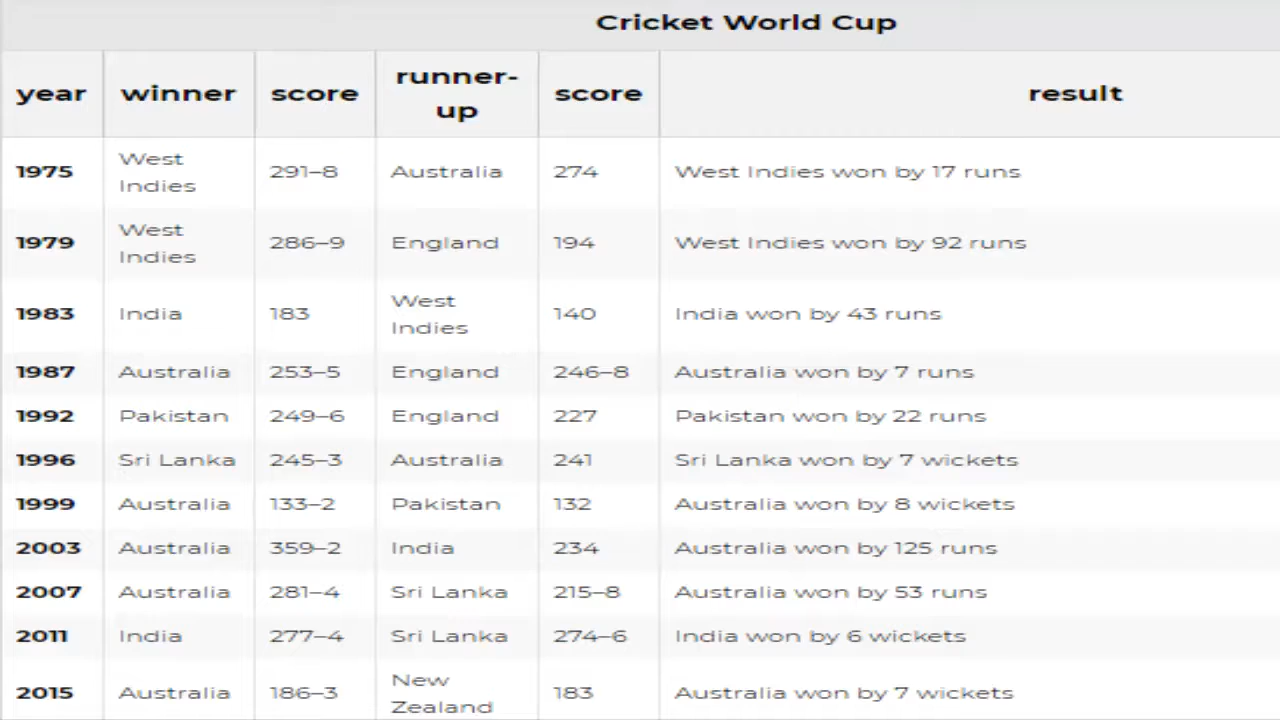 Cricket World Cup
year winner score runner-up score result
1975 West Indies 291–8 Australia 274 West Indies won by 17 runs
1979 West Indies 286–9 England 194 West Indies won by 92 runs
1983 India 183 West Indies 140 India won by 43 runs
1987 Australia 253–5 England 246–8 Australia won by 7 runs
1992 Pakistan 249–6 England 227 Pakistan won by 22 runs
1996 Sri Lanka 245–3 Australia 241 Sri Lanka won by 7 wickets
1999 Australia 133–2 Pakistan 132 Australia won by 8 wickets
2003 Australia 359–2 India 234 Australia won by 125 runs
2007 Australia 281–4 Sri Lanka 215–8 Australia won by 53 runs
2011 India 277–4 Sri Lanka 274–6 India won by 6 wickets
2015 Australia 186–3 New Zealand 183 Australia won by 7 wickets